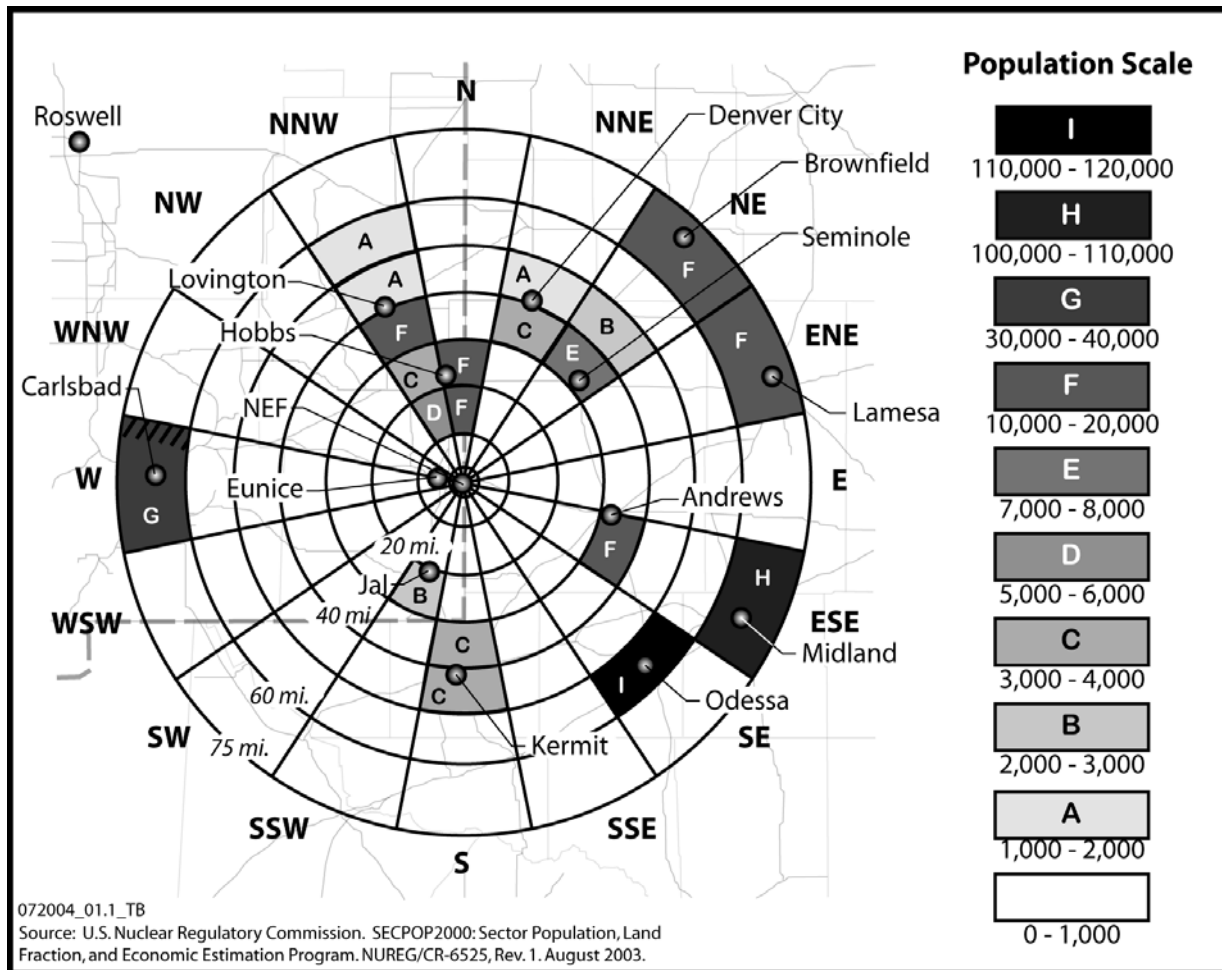 Population Scale
N
NNW
NNE
Roswell
Denver City
Brownfield
NW
NE
Seminole
A
Lovington
A
A
F
I
110,000 - 120,000
H
100,000 - 110,000
G
30,000 - 40,000
F
10,000 - 20,000
E
7,000 - 8,000
D
5,000 - 6,000
C
3,000 - 4,000
B
2,000 - 3,000
A
1,000 - 2,000
0 - 1,000
WNW
Hobbs
F
C
B
ENE
Carlsbad
C
F
E
F
NEF
D
F
Lamesa
W
Eunice
E
G
Andrews
20 mi.
F
Jal
B
H
40 mi.
WSW
ESE
C
Midland
C
I
Odessa
60 mi.
SW
Kermit
SE
75 mi.
SSW
SSE
S
072004_01.1_TB
Source: U.S. Nuclear Regulatory Commission. SECPOP2000: Sector Population, Land
Fraction, and Economic Estimation Program. NUREG/CR-6525, Rev. 1. August 2003.